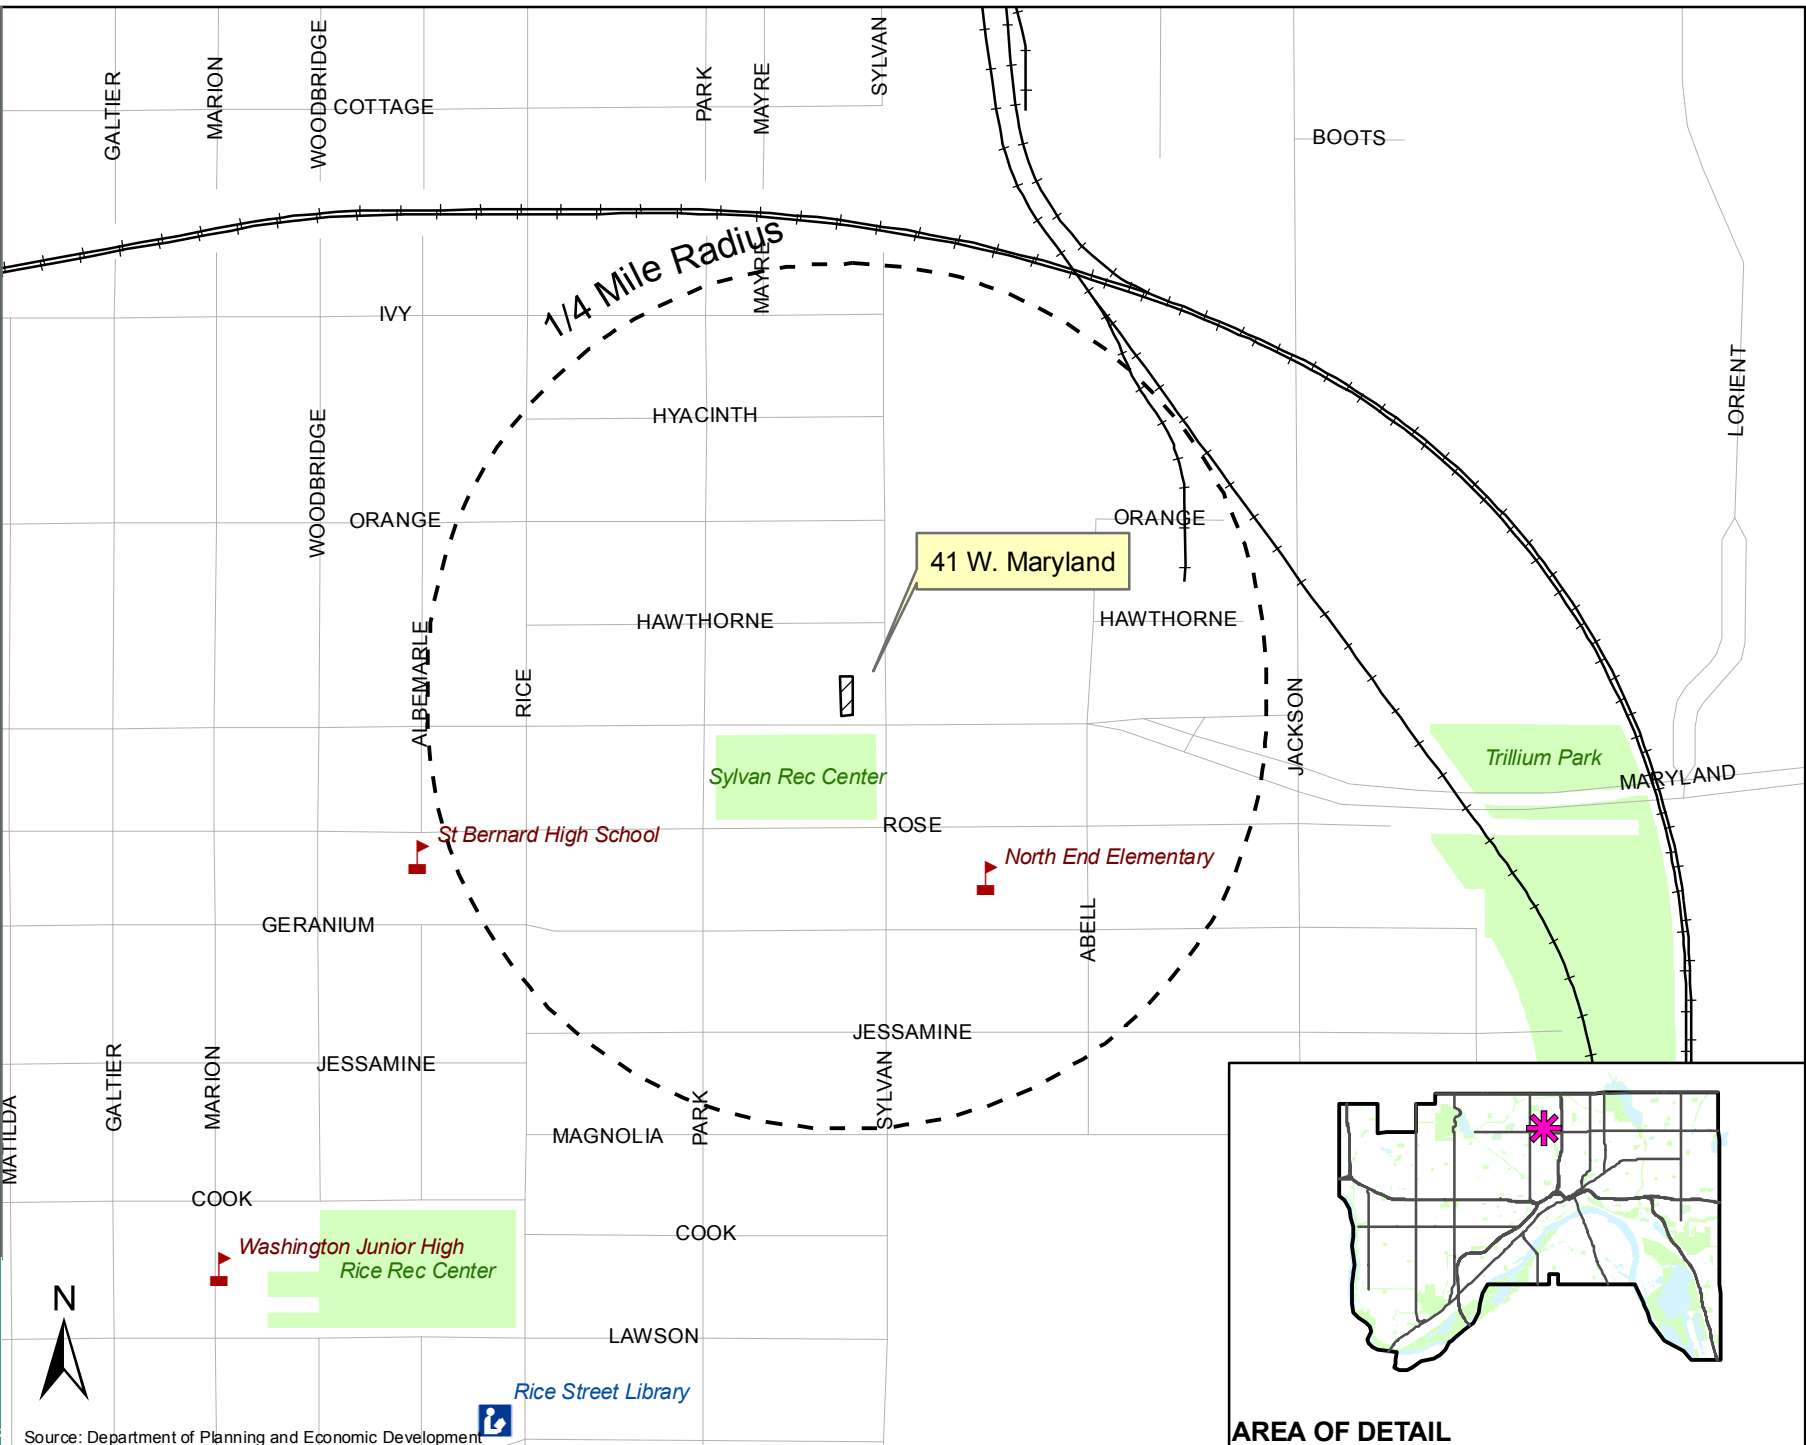 GALTIER
MARION
WOODBRIDGE
COTTAGE
PARK
MAYRE
SYLVAN
BOOTS
1/4 Mile Radius
MAYRE
IVY
LORIENT
HYACINTH
WOODBRIDGE
ORANGE
ORANGE
41 W. Maryland
HAWTHORNE
HAWTHORNE
ALBEMARLE
RICE
JACKSON
Trillium Park
MARYLAND
Sylvan Rec Center
ROSE
St Bernard High School
North End Elementary
GERANIUM
ABELL
JESSAMINE
JESSAMINE
GALTIER
MARION
MATILDA
PARK
SYLVAN
MAGNOLIA
COOK
COOK
Washington Junior High
Rice Rec Center
N
LAWSON
Rice Street Library
Source: Department of Planning and Economic Development
AREA OF DETAIL